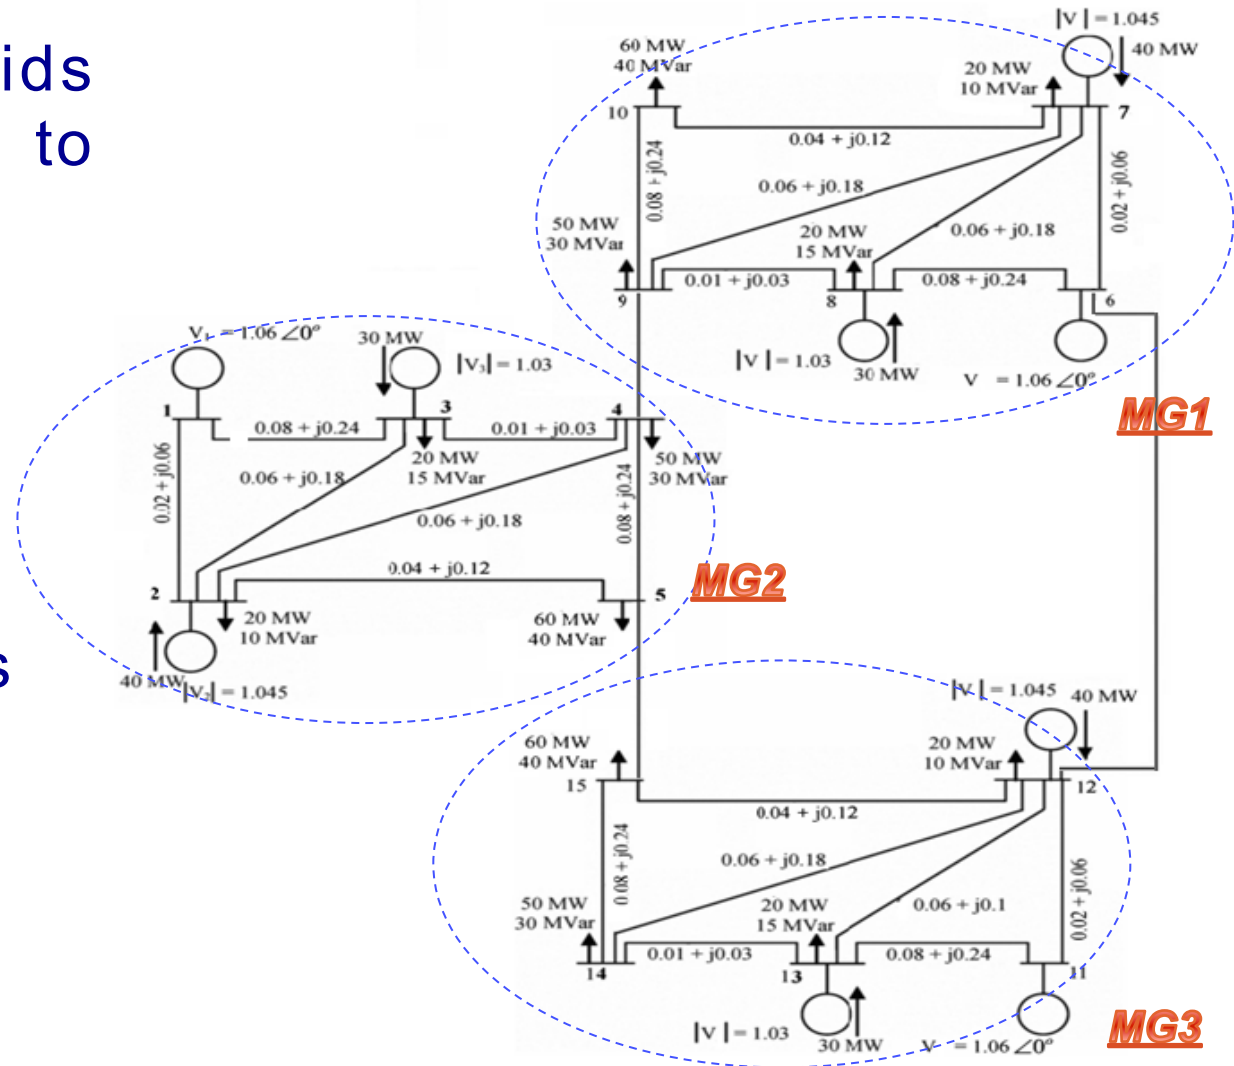 ids
to
s
|V | = 1.045
40 MW
60 MW
40 MVar
20 MW
10 MVar
10
7
0.04 + j0.12
0.08 + j0.24
0.06 + j0.18
0.02 + j0.06
50 MW
30 MVar
20 MW
15 MVar
0.06 + j0.18
0.01 + j0.03
0.08 + j0.24
9
8
6
|V | = 1.03
30 MW
V = 1.06 ∠0º
MG1
V₁ = 1.06 ∠0º
30 MW
|V₃| = 1.03
1
3
4
0.08 + j0.24
0.01 + j0.03
20 MW
15 MVar
50 MW
30 MVar
0.02 + j0.06
0.06 + j0.18
0.06 + j0.18
0.08 + j0.24
0.04 + j0.12
MG2
2
5
20 MW
10 MVar
60 MW
40 MVar
40 MW
|V₂| = 1.045
|V | = 1.045
40 MW
60 MW
40 MVar
20 MW
10 MVar
15
12
0.04 + j0.12
0.08 + j0.24
0.06 + j0.18
0.02 + j0.06
50 MW
30 MVar
20 MW
15 MVar
0.06 + j0.1
0.01 + j0.03
0.08 + j0.24
14
13
11
|V | = 1.03
30 MW
V = 1.06 ∠0º
MG3